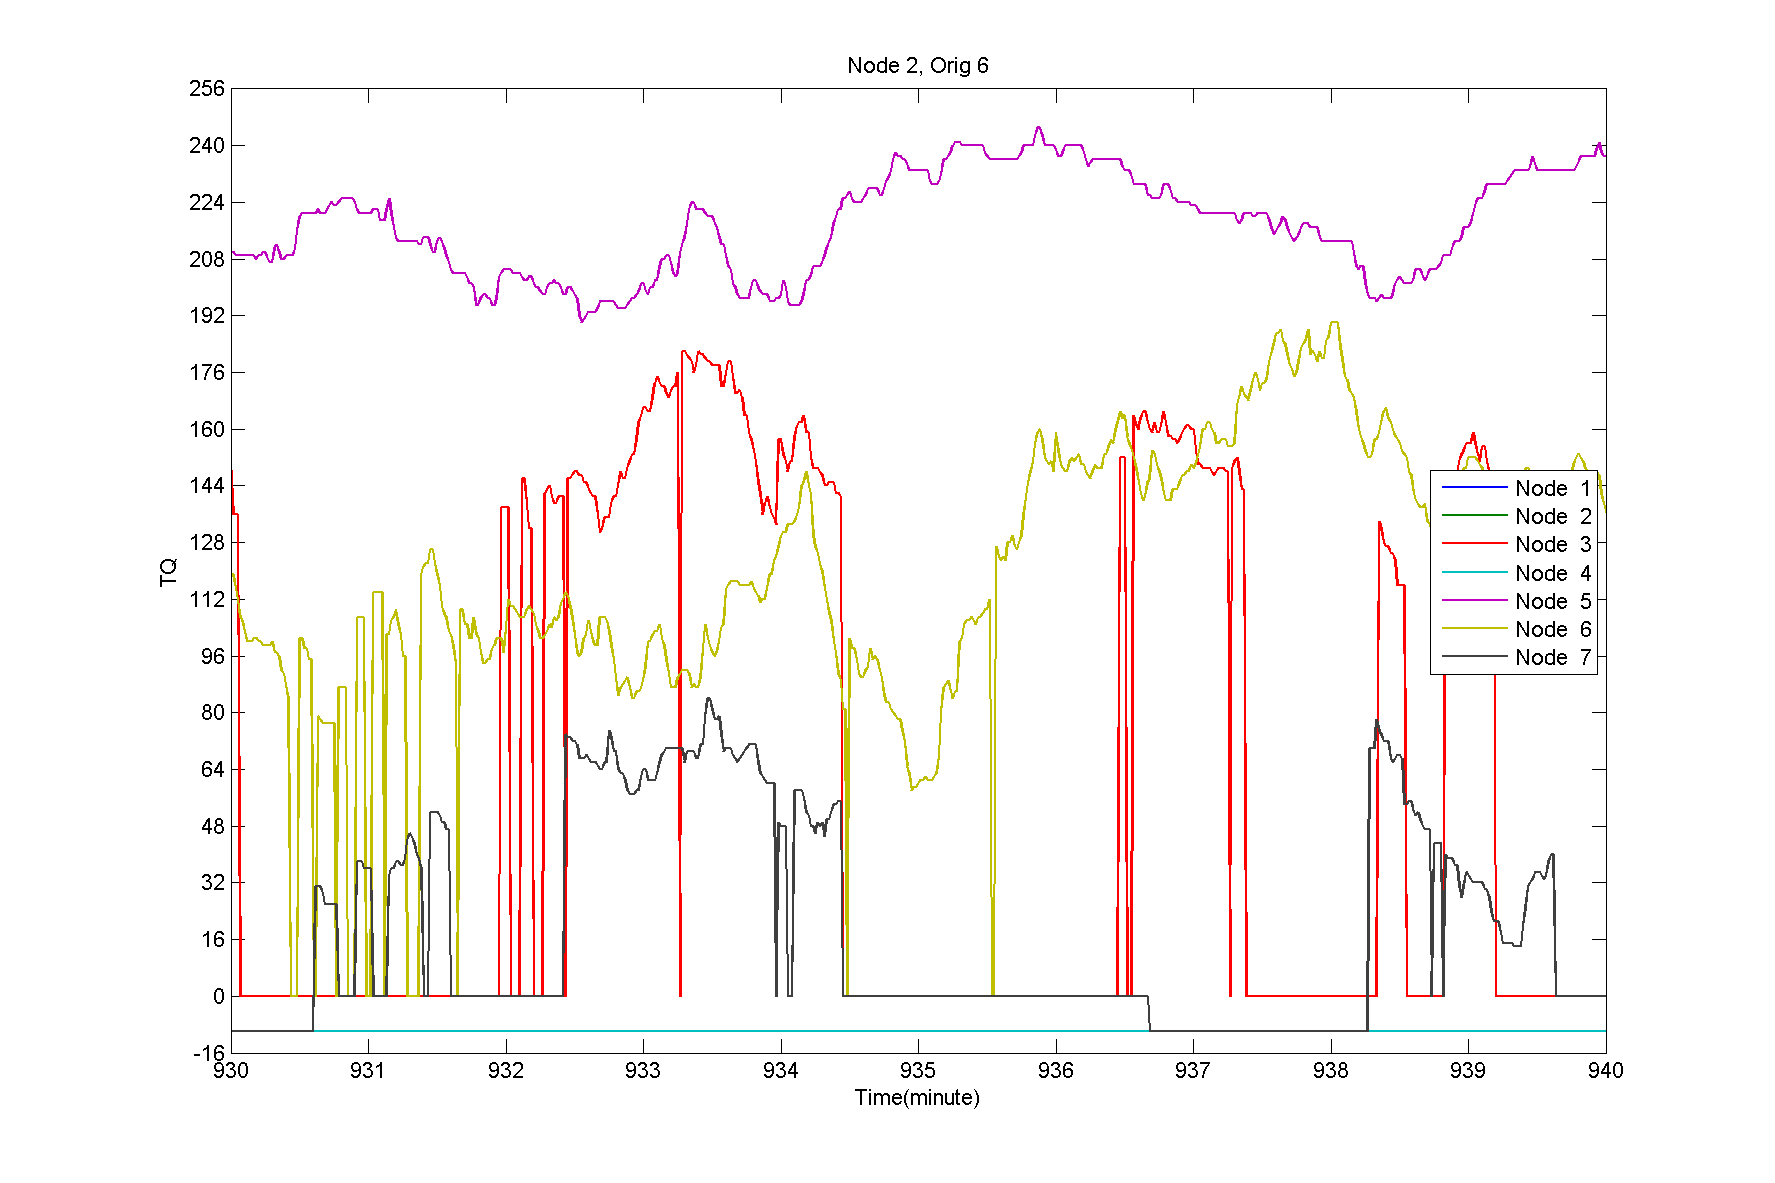 Node 2, Orig 6
256
240
224
208
192
176
160
144
128
112
96
80
64
48
32
16
0
-16
TQ
Node 1
Node 2
Node 3
Node 4
Node 5
Node 6
Node 7
930 931 932 933 934 935 936 937 938 939 940
Time(minute)